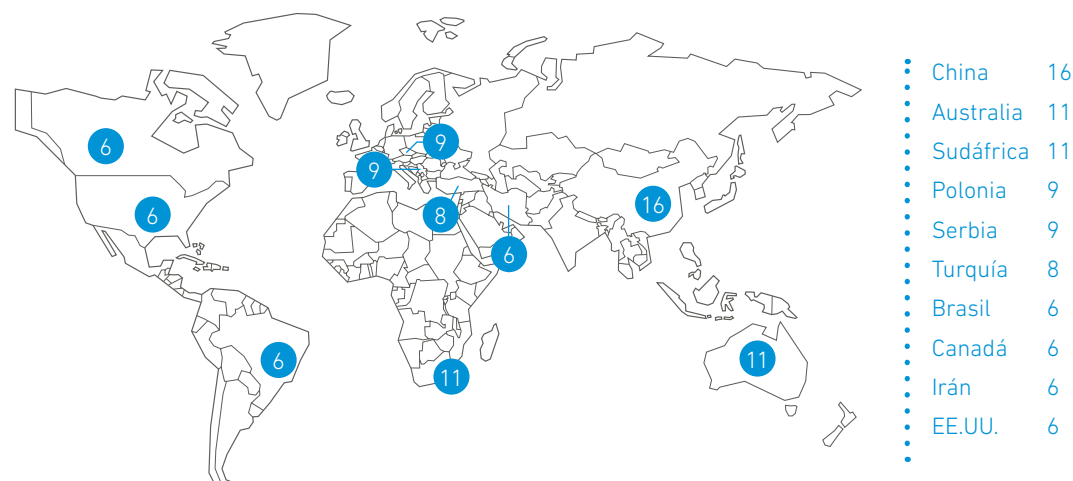 6
6
6
9
9
8
6
11
16
11
China 16
Australia 11
Sudáfrica 11
Polonia 9
Serbia 9
Turquía 8
Brasil 6
Canadá 6
Irán 6
EE.UU. 6